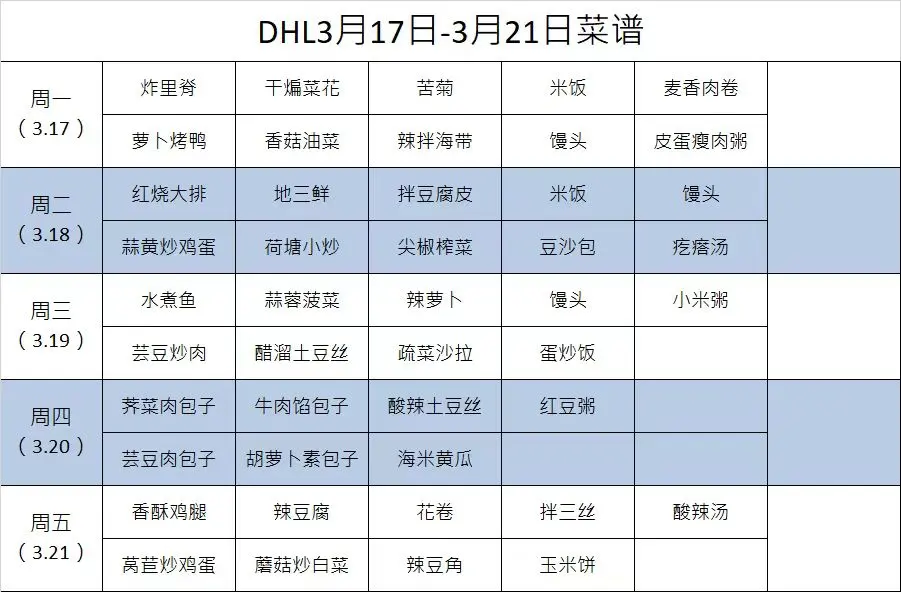 DHL3月17日-3月21日菜谱
周一
（3.17）
炸里脊 干煸菜花 苦菊 米饭 麦香肉卷
萝卜烤鸭 香菇油菜 辣拌海带 馒头 皮蛋瘦肉粥
周二
（3.18）
红烧大排 地三鲜 拌豆腐皮 米饭 馒头
蒜黄炒鸡蛋 荷塘小炒 尖椒榨菜 豆沙包 疙瘩汤
周三
（3.19）
水煮鱼 蒜蓉菠菜 辣萝卜 馒头 小米粥
芸豆炒肉 醋溜土豆丝 疏菜沙拉 蛋炒饭
周四
（3.20）
荠菜肉包子 牛肉馅包子 酸辣土豆丝 红豆粥
芸豆肉包子 胡萝卜素包子 海米黄瓜
周五
（3.21）
香酥鸡腿 辣豆腐 花卷 拌三丝 酸辣汤
莴苣炒鸡蛋 蘑菇炒白菜 辣豆角 玉米饼